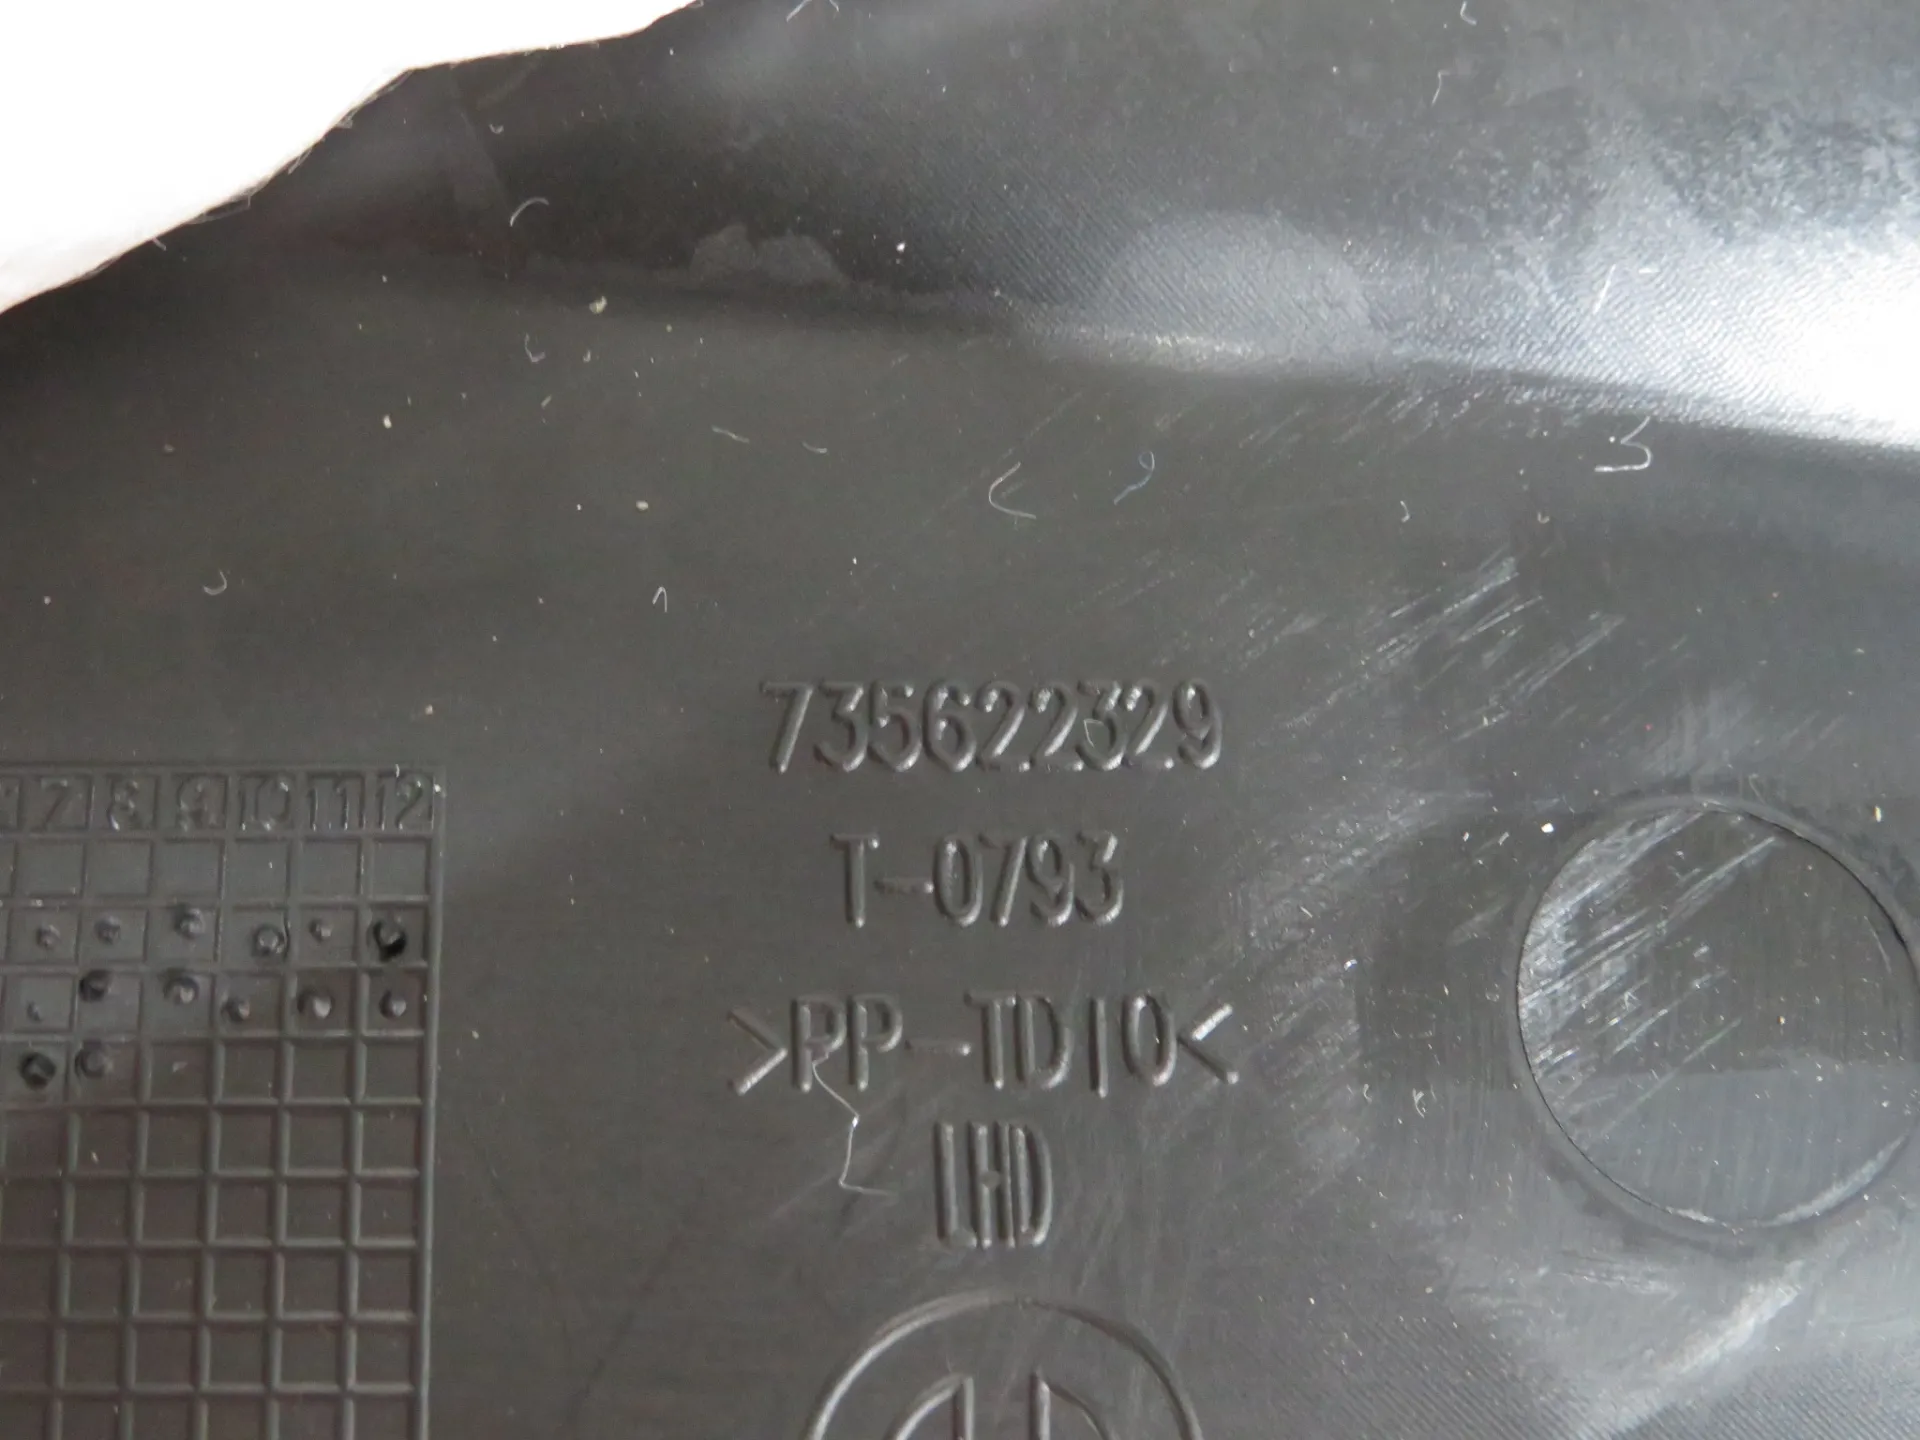 735622329
7 8 9 10 11 12
T-0793
>PP-TD10<
LHD